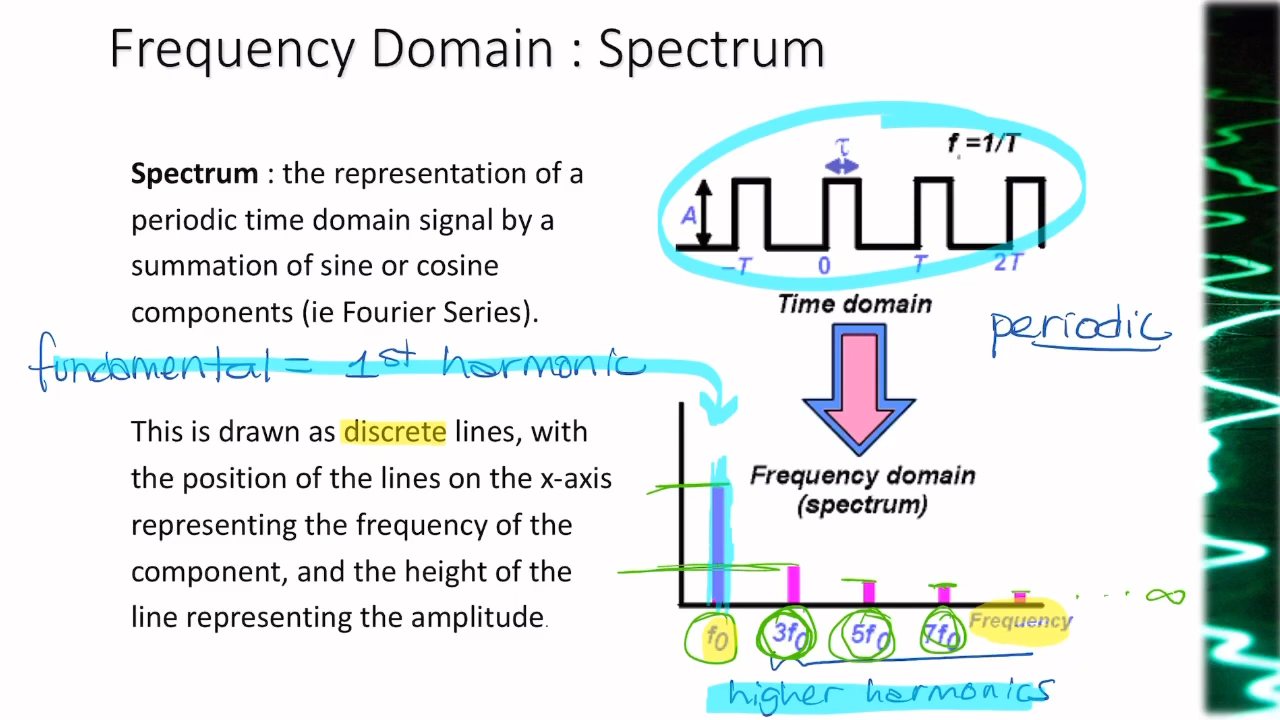 Frequency Domain : Spectrum
Spectrum : the representation of a
periodic time domain signal by a
summation of sine or cosine
components (ie Fourier Series).
fundamental = 1st harmonic
This is drawn as discrete lines, with
the position of the lines on the x-axis
representing the frequency of the
component, and the height of the
line representing the amplitude.
τ
f =1/T
A
–T 0 T 2T
Time domain
periodic
Frequency domain
(spectrum)
... ∞
f0 3f0 5f0 7f0 Frequency
higher harmonics